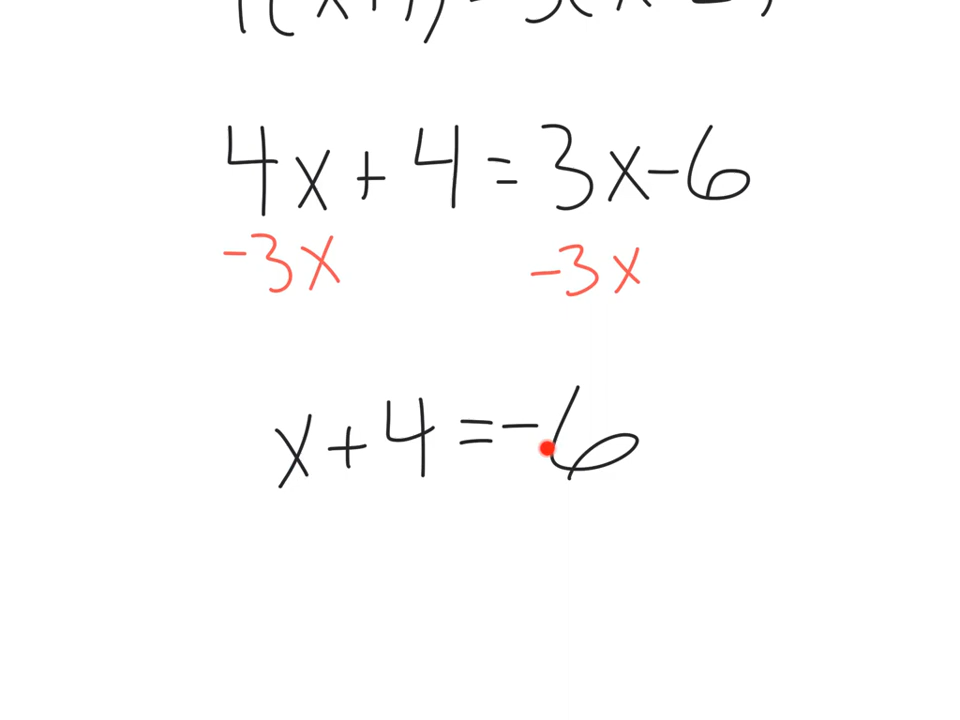 4x + 4 = 3x - 6
-3x -3x
x + 4 = -6